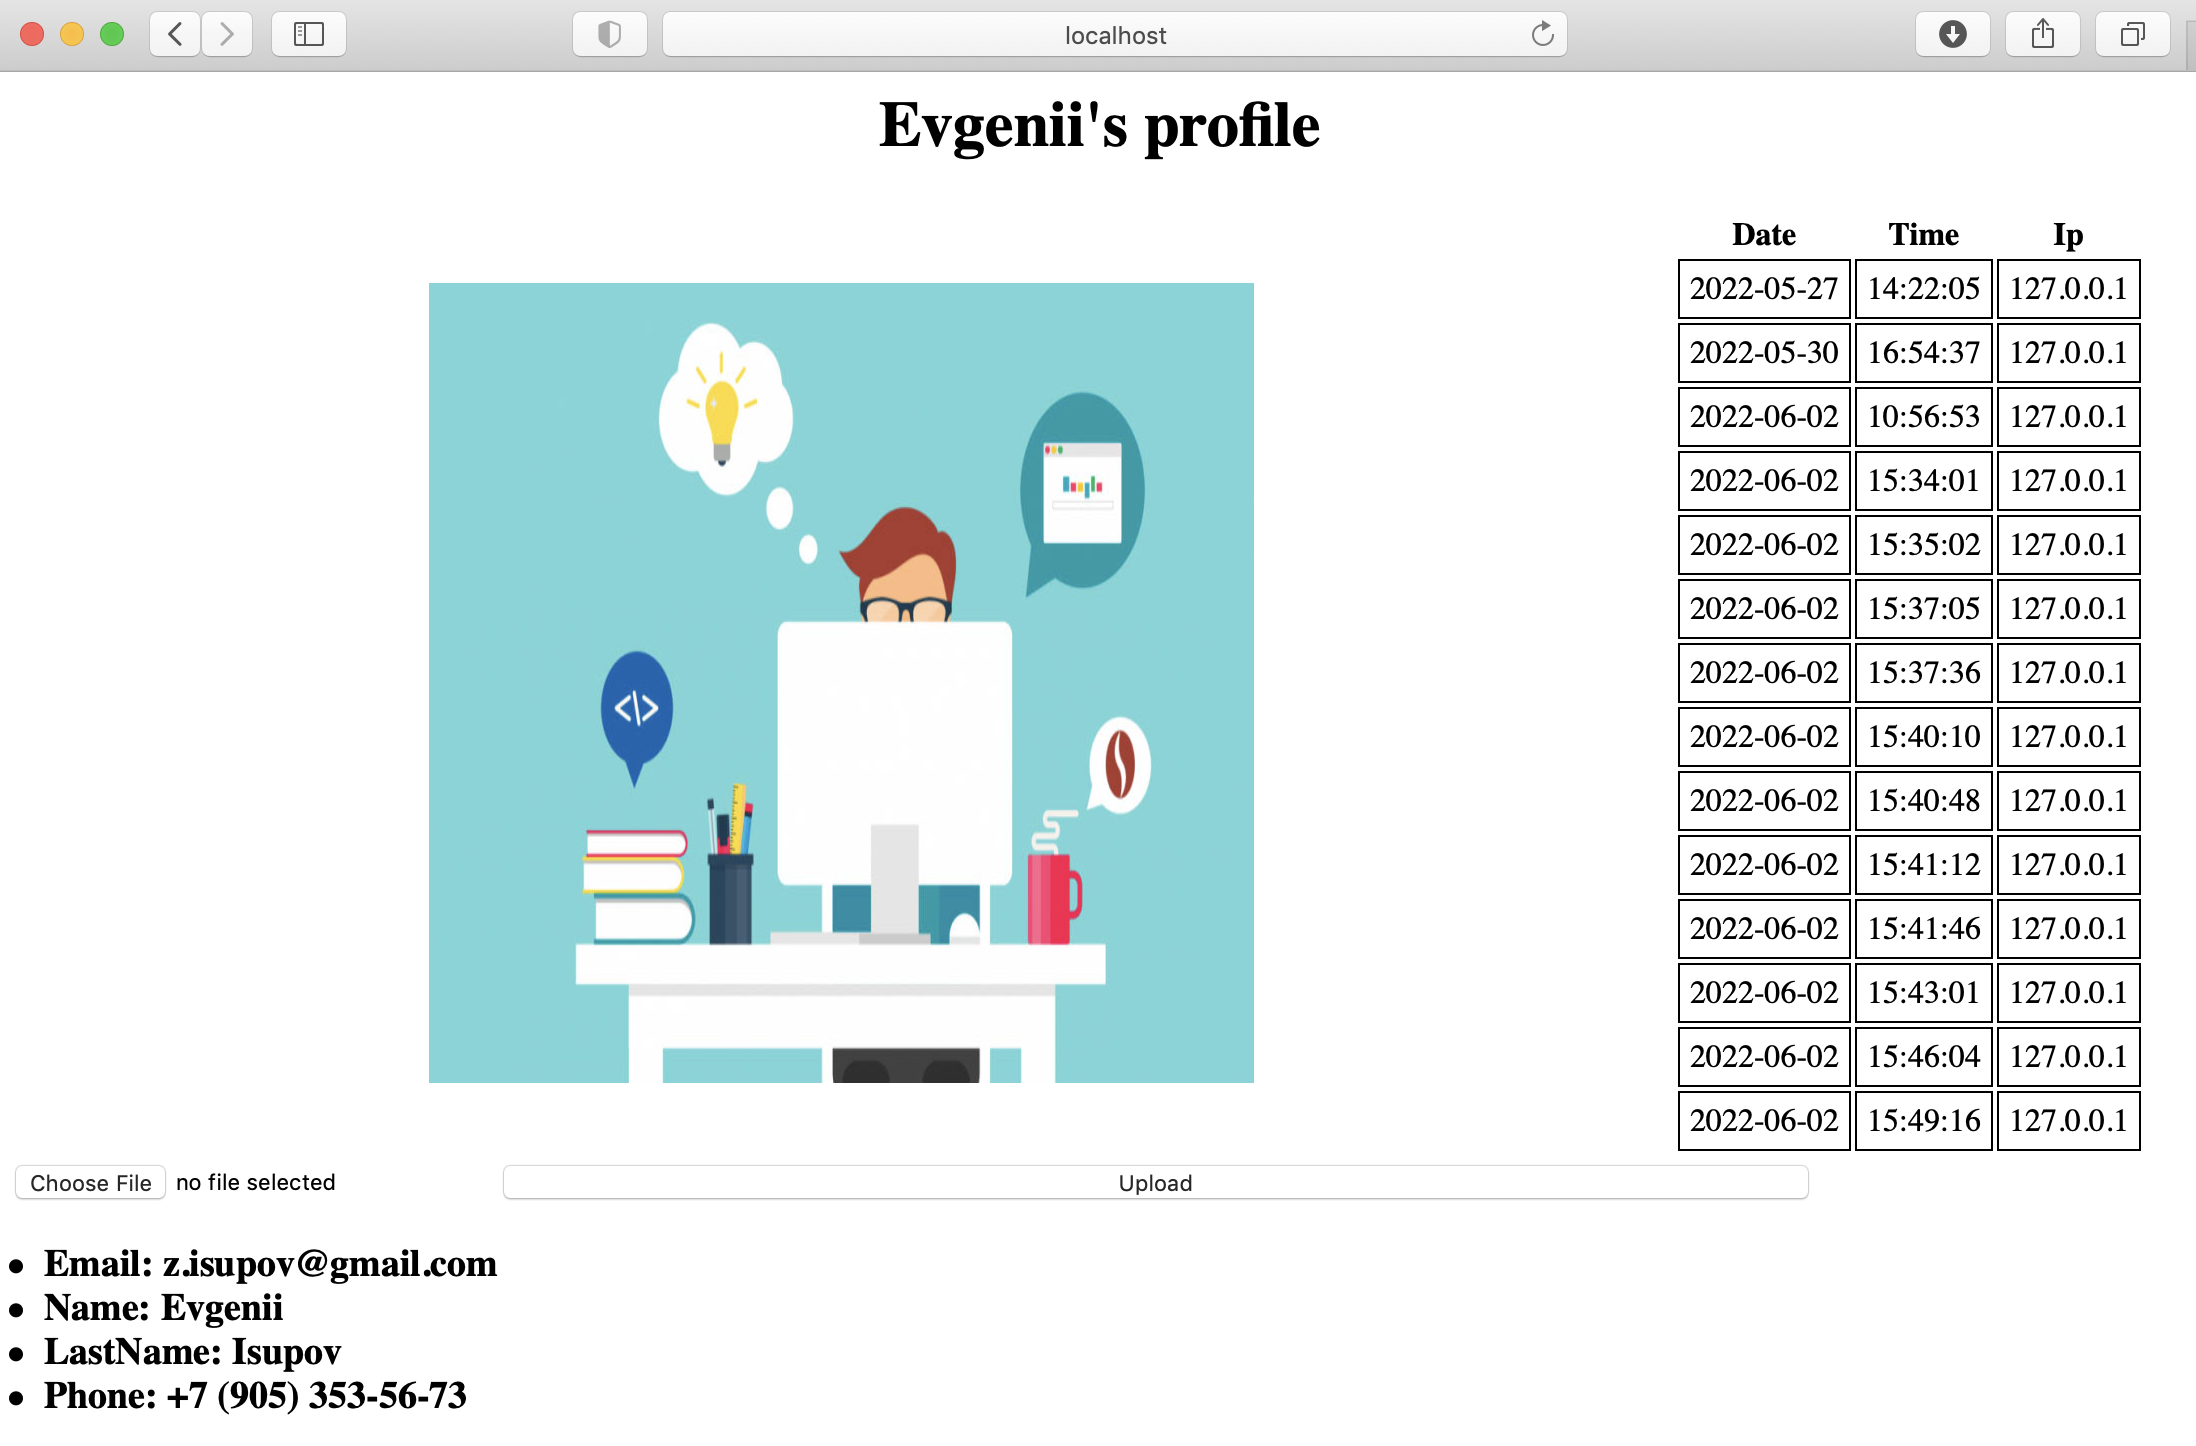 localhost
Evgenii's profile
Date Time Ip
2022-05-27 14:22:05 127.0.0.1
2022-05-30 16:54:37 127.0.0.1
2022-06-02 10:56:53 127.0.0.1
2022-06-02 15:34:01 127.0.0.1
2022-06-02 15:35:02 127.0.0.1
2022-06-02 15:37:05 127.0.0.1
2022-06-02 15:37:36 127.0.0.1
2022-06-02 15:40:10 127.0.0.1
2022-06-02 15:40:48 127.0.0.1
2022-06-02 15:41:12 127.0.0.1
2022-06-02 15:41:46 127.0.0.1
2022-06-02 15:43:01 127.0.0.1
2022-06-02 15:46:04 127.0.0.1
2022-06-02 15:49:16 127.0.0.1
</>
Choose File no file selected Upload
• Email: z.isupov@gmail.com
• Name: Evgenii
• LastName: Isupov
• Phone: +7 (905) 353-56-73